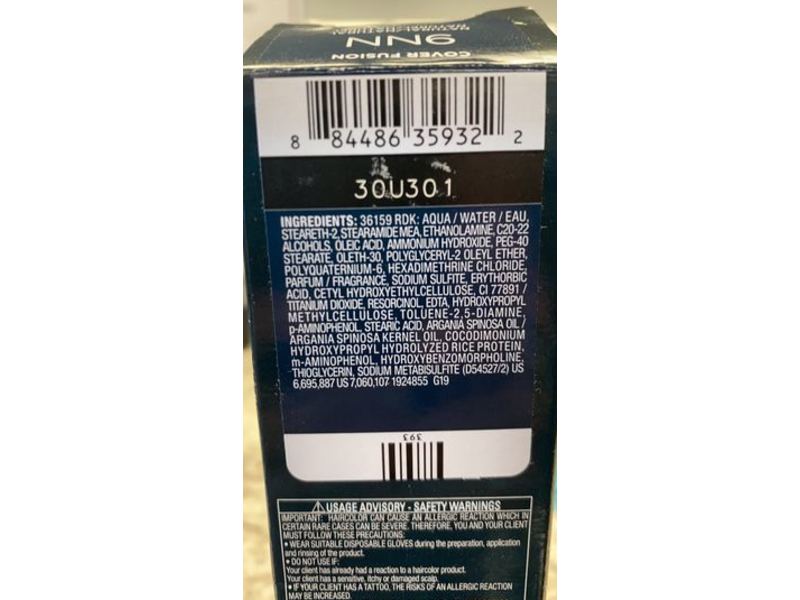 NATURAL/NATURAL
9NN
COVER FUSION
8 84486 35932 2
30U301
INGREDIENTS: 36159 RDK: AQUA / WATER / EAU,
STEARETH-2, STEARAMIDE MEA, ETHANOLAMINE, C20-22
ALCOHOLS, OLEIC ACID, AMMONIUM HYDROXIDE, PEG-40
STEARATE, OLETH-30, POLYGLYCERYL-2 OLEYL ETHER,
POLYQUATERNIUM-6, HEXADIMETHRINE CHLORIDE,
PARFUM / FRAGRANCE, SODIUM SULFITE, ERYTHORBIC
ACID, CETYL HYDROXYETHYLCELLULOSE, CI 77891 /
TITANIUM DIOXIDE, RESORCINOL, EDTA, HYDROXYPROPYL
METHYLCELLULOSE, TOLUENE-2,5-DIAMINE,
p-AMINOPHENOL, STEARIC ACID, ARGANIA SPINOSA OIL /
ARGANIA SPINOSA KERNEL OIL, COCODIMONIUM
HYDROXYPROPYL HYDROLYZED RICE PROTEIN,
m-AMINOPHENOL, HYDROXYBENZOMORPHOLINE,
THIOGLYCERIN, SODIUM METABISULFITE (D54527/2) US
6,695,887 US 7,060,107 1924855 G19
393
USAGE ADVISORY - SAFETY WARNINGS
IMPORTANT: HAIRCOLOR CAN CAUSE AN ALLERGIC REACTION WHICH IN
CERTAIN RARE CASES CAN BE SEVERE. THEREFORE, YOU AND YOUR CLIENT
MUST FOLLOW THESE PRECAUTIONS:
• WEAR SUITABLE DISPOSABLE GLOVES during the preparation, application
and rinsing of the product.
• DO NOT USE IF:
Your client has already had a reaction to a haircolor product.
Your client has a sensitive, itchy or damaged scalp.
• IF YOUR CLIENT HAS A TATTOO, THE RISKS OF AN ALLERGIC REACTION
MAY BE INCREASED.